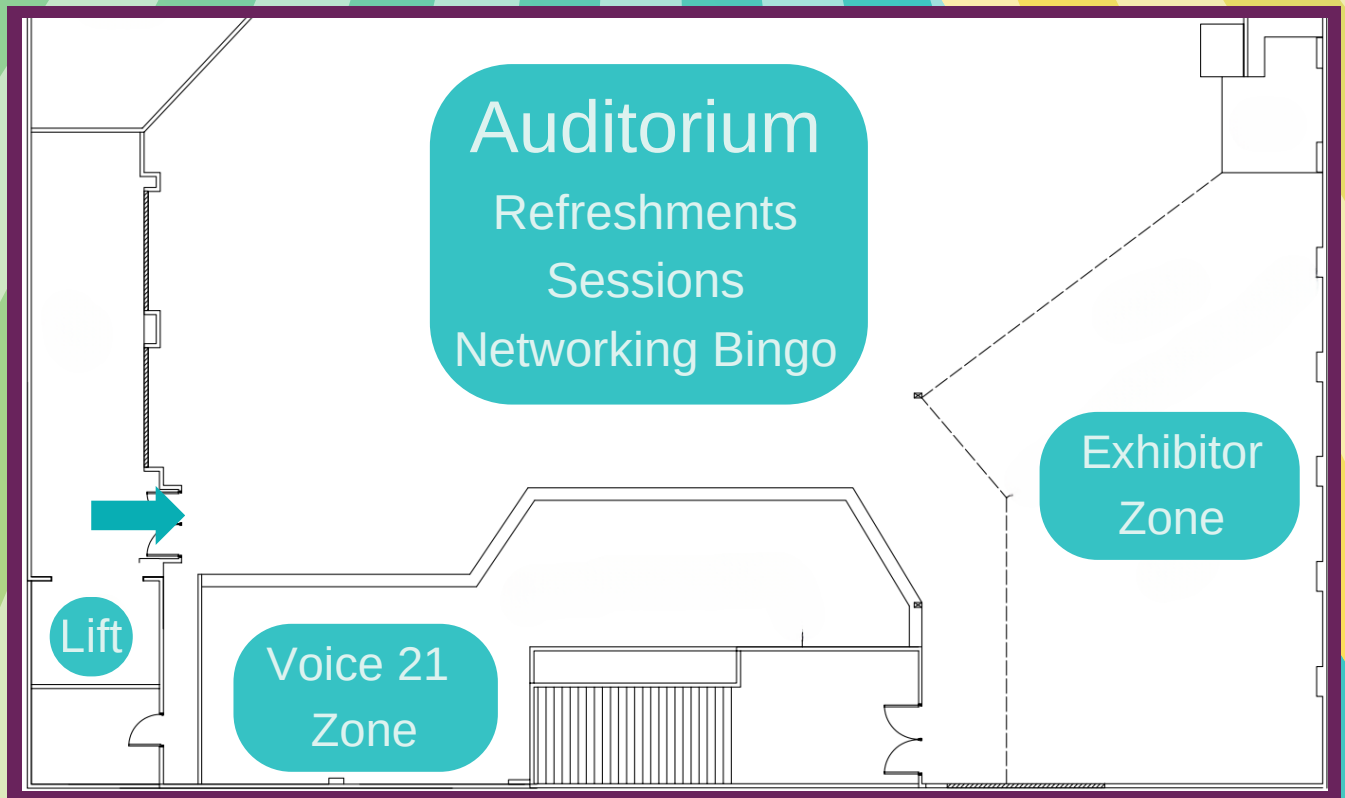 Auditorium
Refreshments
Sessions
Networking Bingo
Exhibitor
Zone
Lift
Voice 21
Zone